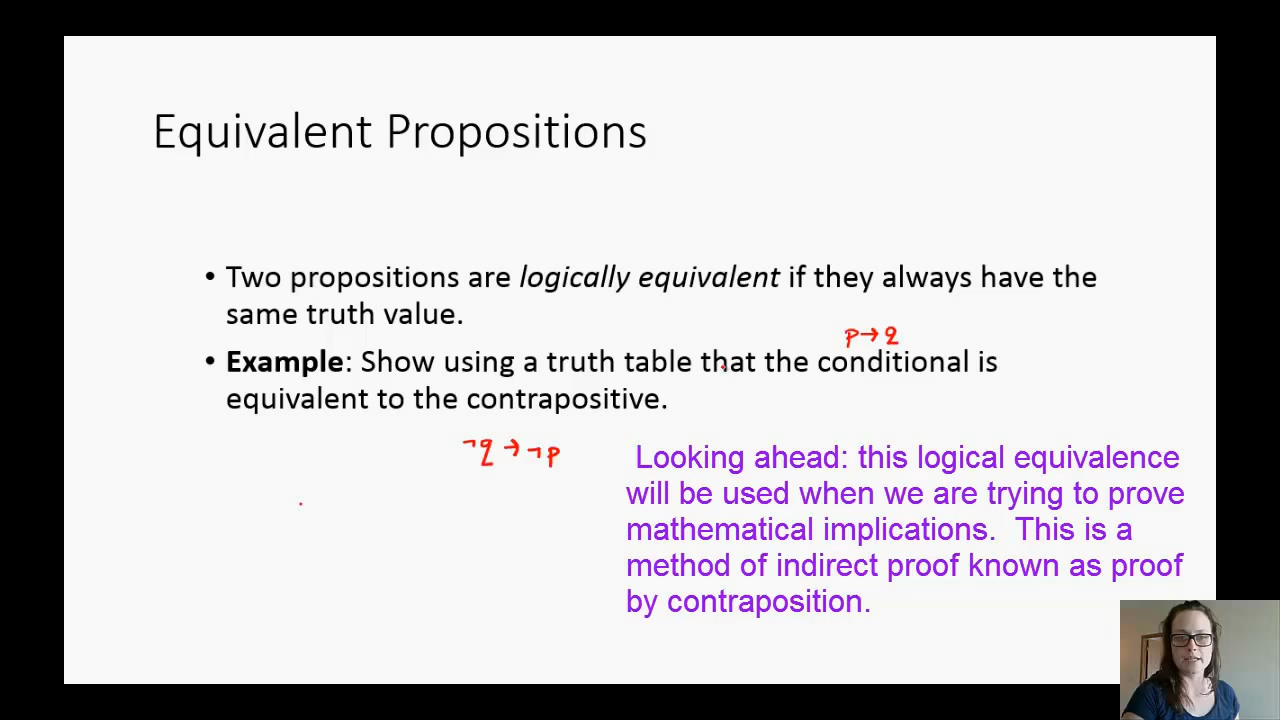 Equivalent Propositions
• Two propositions are logically equivalent if they always have the
same truth value.
p→q
• Example: Show using a truth table that the conditional is
equivalent to the contrapositive.
¬q → ¬p
Looking ahead: this logical equivalence
will be used when we are trying to prove
mathematical implications. This is a
method of indirect proof known as proof
by contraposition.